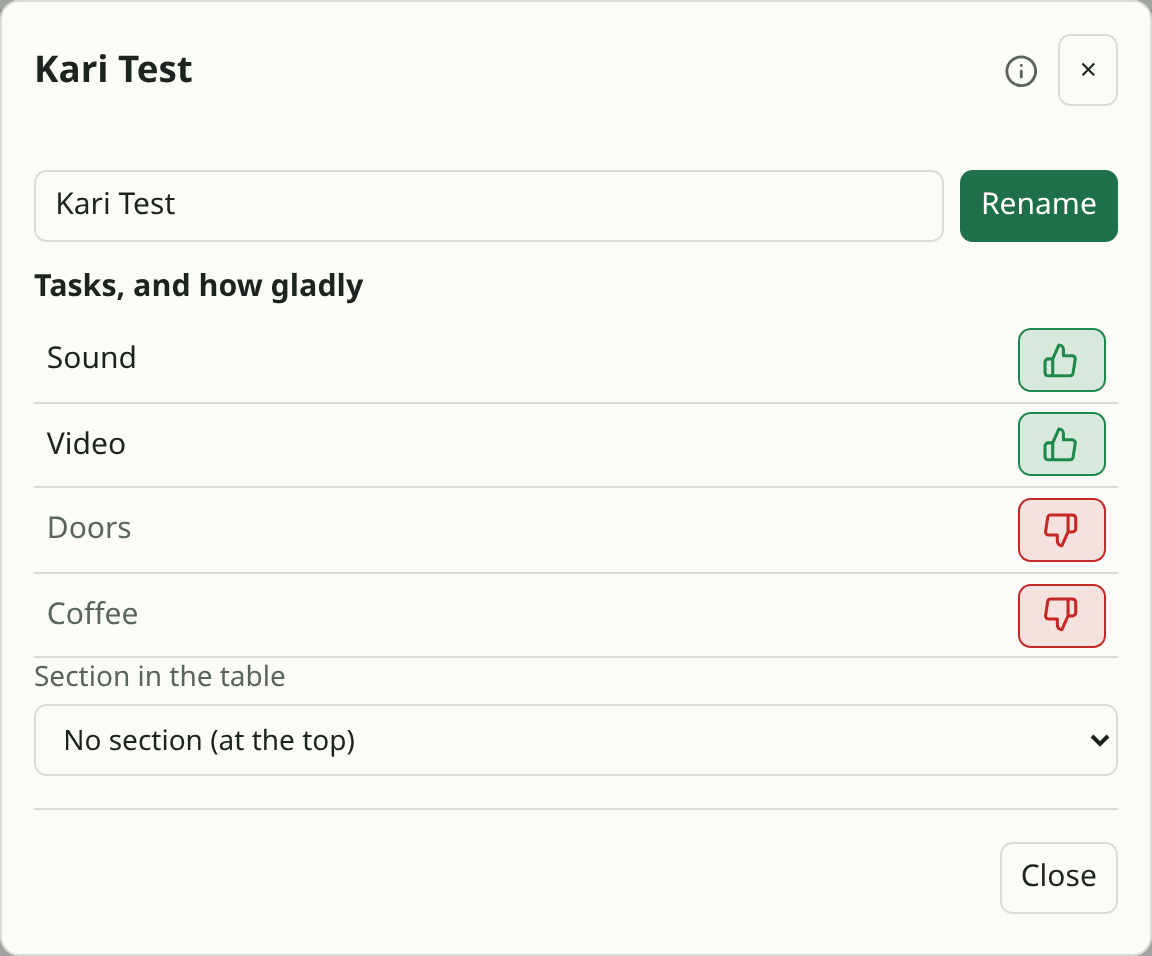 Kari Test
×
Kari Test
Rename
Tasks, and how gladly
Sound
Video
Doors
Coffee
Section in the table
No section (at the top)
Close